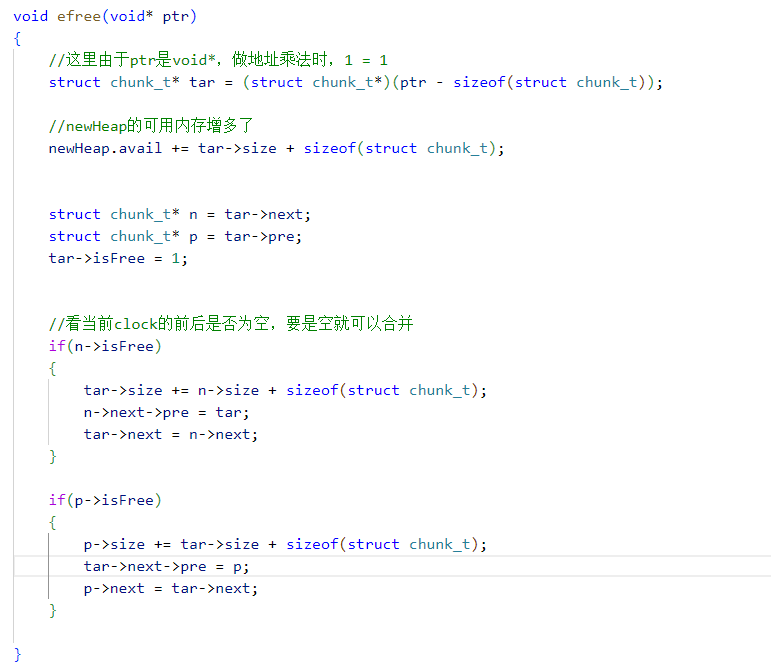 void efree(void* ptr)
{
    //这里由于ptr是void*，做地址乘法时，1 = 1
    struct chunk_t* tar = (struct chunk_t*)(ptr - sizeof(struct chunk_t));
    //newHeap的可用内存增多了
    newHeap.avail += tar->size + sizeof(struct chunk_t);
    struct chunk_t* n = tar->next;
    struct chunk_t* p = tar->pre;
    tar->isFree = 1;
    //看当前clock的前后是否为空，要是空就可以合并
    if(n->isFree)
    {
        tar->size += n->size + sizeof(struct chunk_t);
        n->next->pre = tar;
        tar->next = n->next;
    }
    if(p->isFree)
    {
        p->size += tar->size + sizeof(struct chunk_t);
        tar->next->pre = p;
        p->next = tar->next;
    }
}